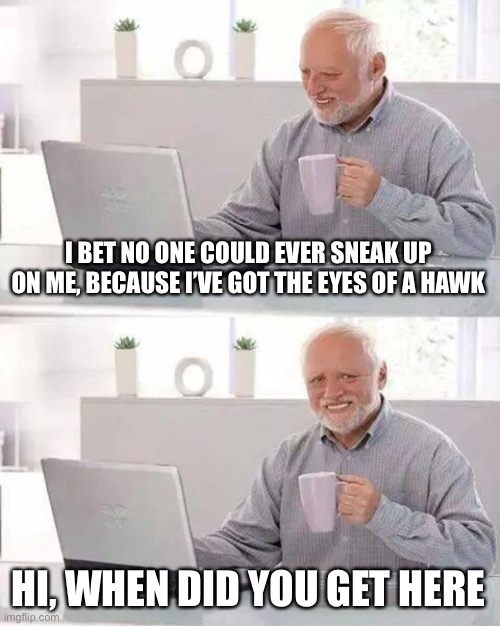 I BET NO ONE COULD EVER SNEAK UP
ON ME, BECAUSE I'VE GOT THE EYES OF A HAWK
HI, WHEN DID YOU GET HERE
imgflip.com